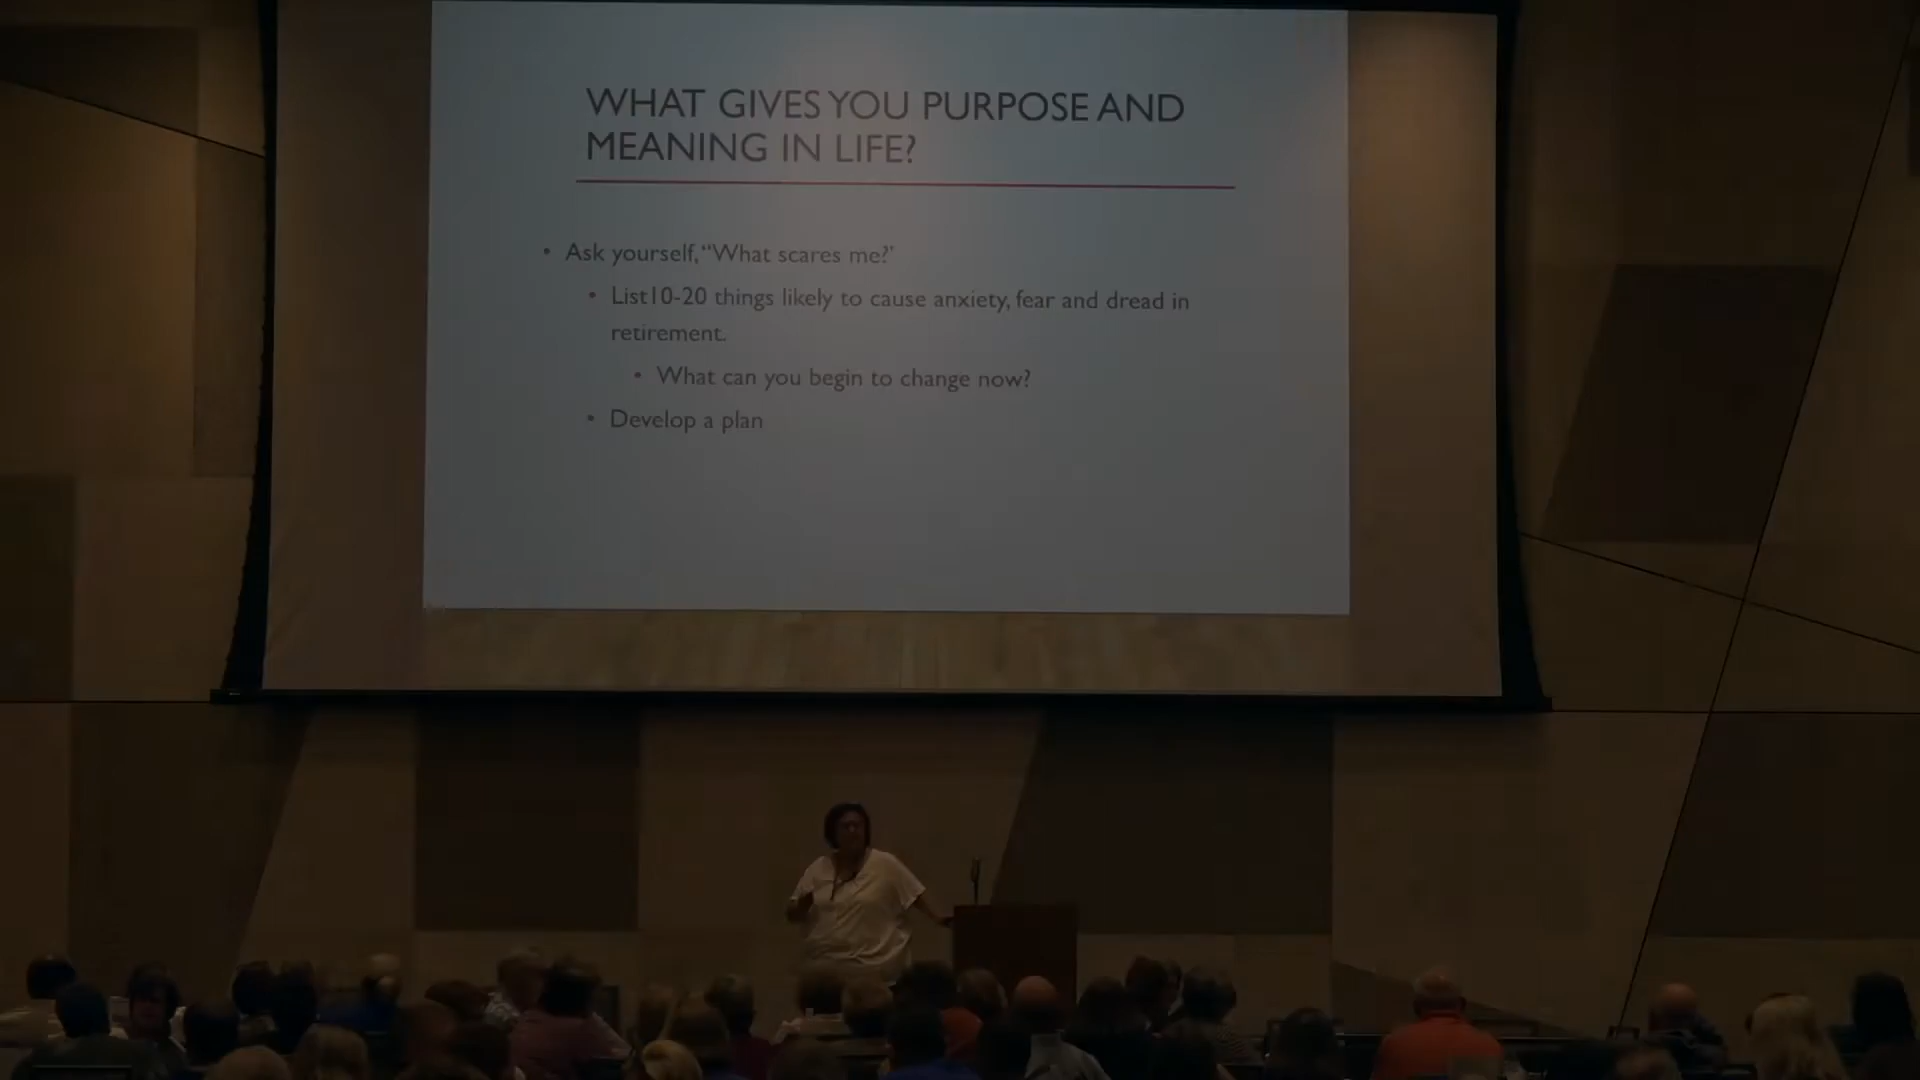 WHAT GIVES YOU PURPOSE AND
MEANING IN LIFE?
• Ask yourself, “What scares me?’
• List10-20 things likely to cause anxiety, fear and dread in
retirement.
• What can you begin to change now?
• Develop a plan